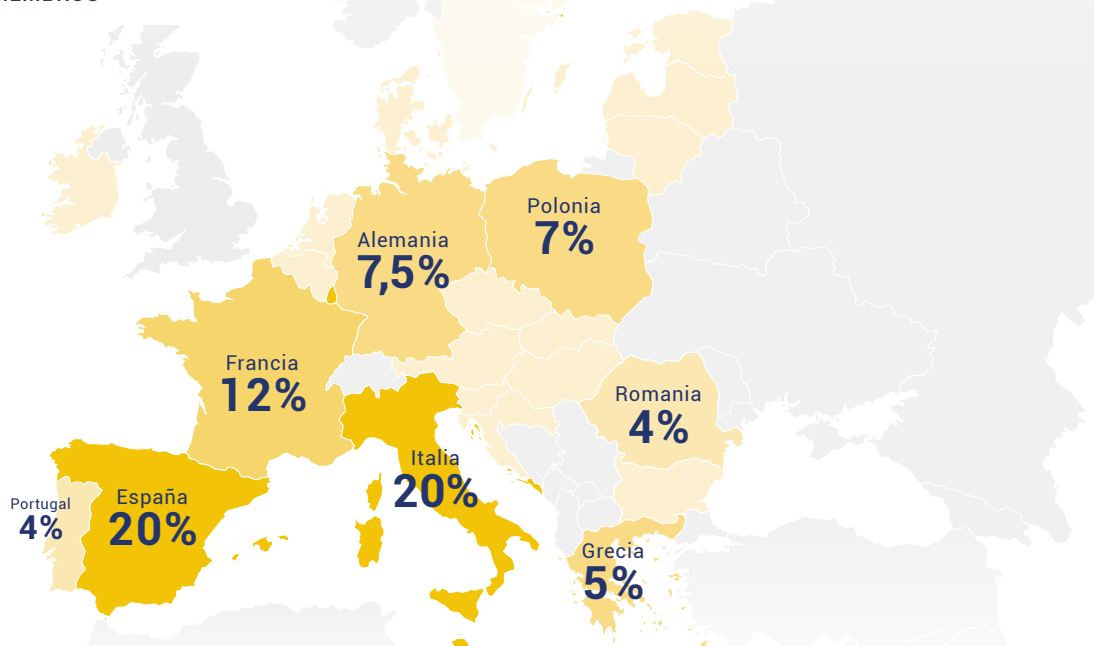 Polonia
7%
Alemania
7,5%
Francia
12%
Romania
4%
Italia
20%
España
20%
Portugal
4%
Grecia
5%